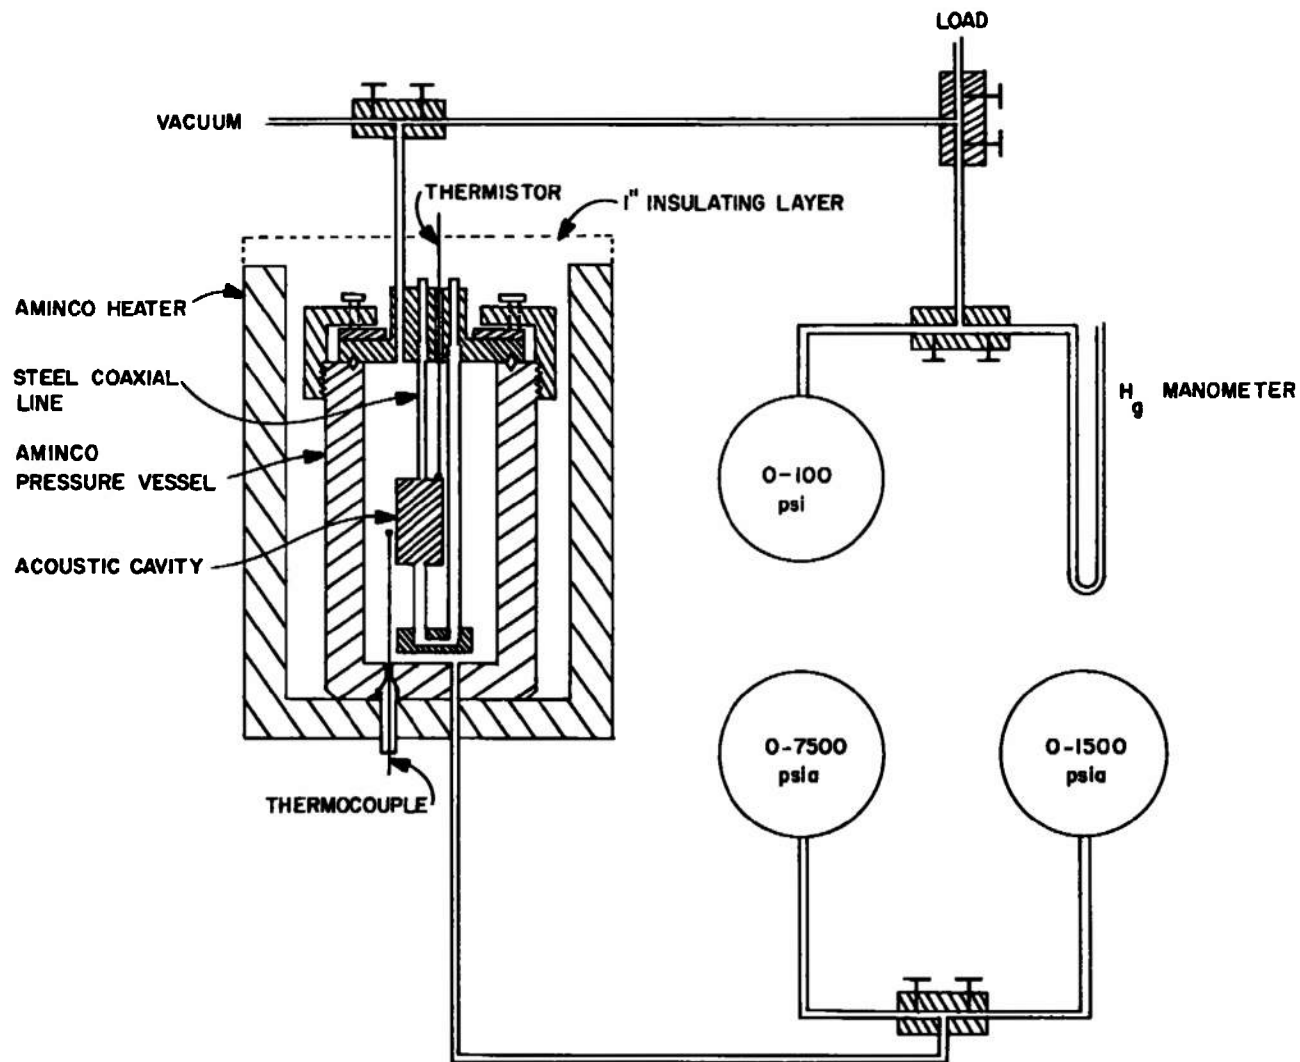 LOAD
VACUUM
THERMISTOR
1" INSULATING LAYER
AMINCO HEATER
STEEL COAXIAL
LINE
AMINCO
PRESSURE VESSEL
ACOUSTIC CAVITY
THERMOCOUPLE
Hg MANOMETER
0-100
psi
0-7500
psia
0-1500
psia